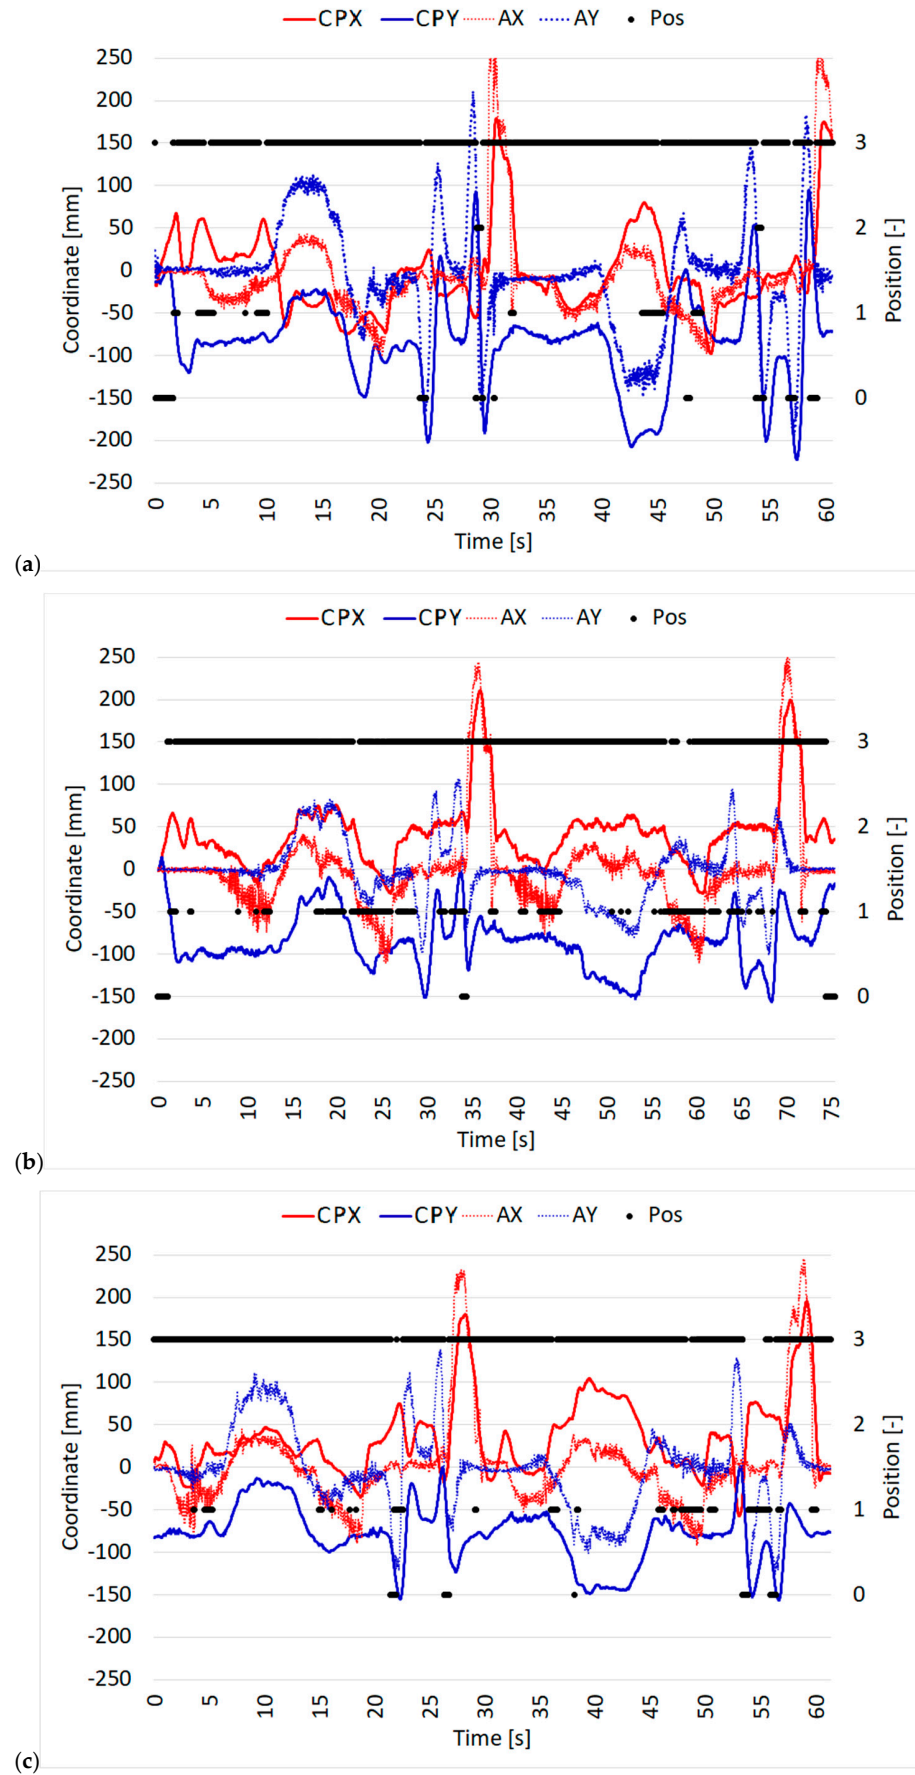 CPX CPY AX AY Pos
250
200
150 3
100
50 2
0
-50 1
-100
-150 0
-200
-250
Coordinate [mm]
Position [-]
0 5 10 15 20 25 30 35 40 45 50 55 60
Time [s]
(a)
CPX CPY AX AY Pos
250
200
150 3
100
50 2
0
-50 1
-100
-150 0
-200
-250
Coordinate [mm]
Position [-]
0 5 10 15 20 25 30 35 40 45 50 55 60 65 70 75
Time [s]
(b)
CPX CPY AX AY Pos
250
200
150 3
100
50 2
0
-50 1
-100
-150 0
-200
-250
Coordinate [mm]
Position [-]
0 5 10 15 20 25 30 35 40 45 50 55 60
Time [s]
(c)